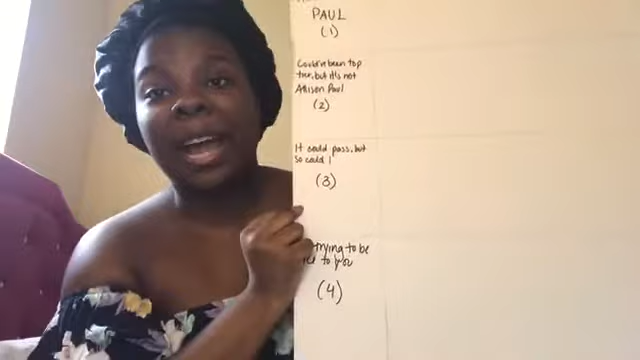 PAUL
(1)
Could've been top
tier, but it's not
Allison Paul
(2)
It could pass, but
so could I
(3)
trying to be
to you
(4)